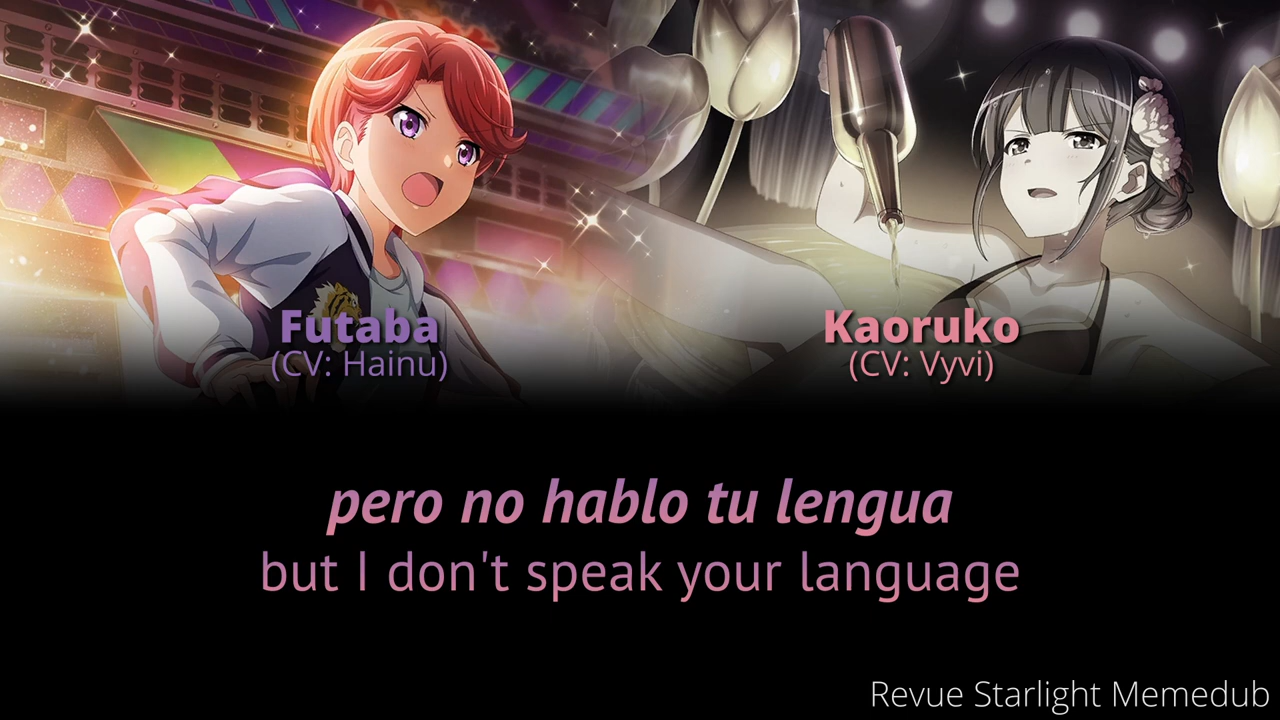 Futaba
(CV: Hainu)
Kaoruko
(CV: Vyvi)
pero no hablo tu lengua
but I don't speak your language
Revue Starlight Memedub